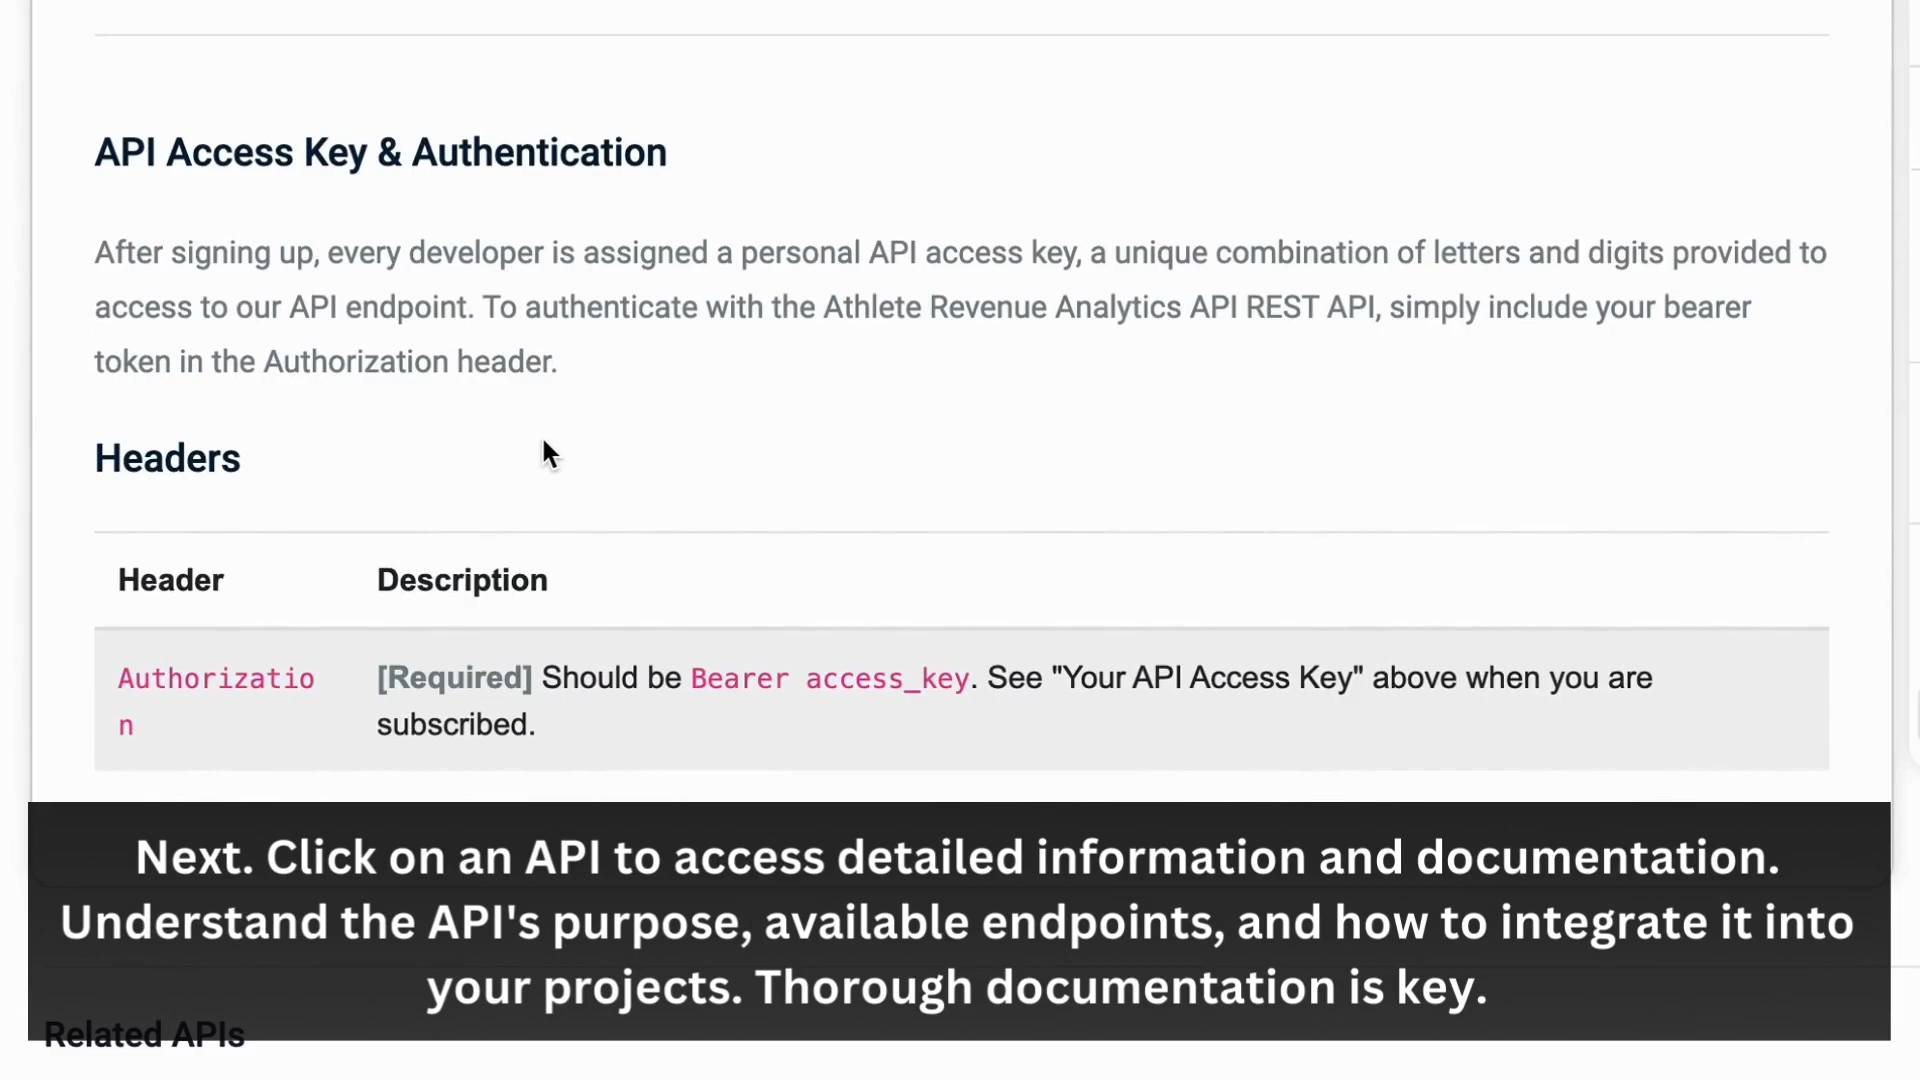 API Access Key & Authentication
After signing up, every developer is assigned a personal API access key, a unique combination of letters and digits provided to
access to our API endpoint. To authenticate with the Athlete Revenue Analytics API REST API, simply include your bearer
token in the Authorization header.
Headers
Header Description
Authorizatio [Required] Should be Bearer access_key. See "Your API Access Key" above when you are
n subscribed.
Next. Click on an API to access detailed information and documentation.
Understand the API's purpose, available endpoints, and how to integrate it into
your projects. Thorough documentation is key.
Related APIs